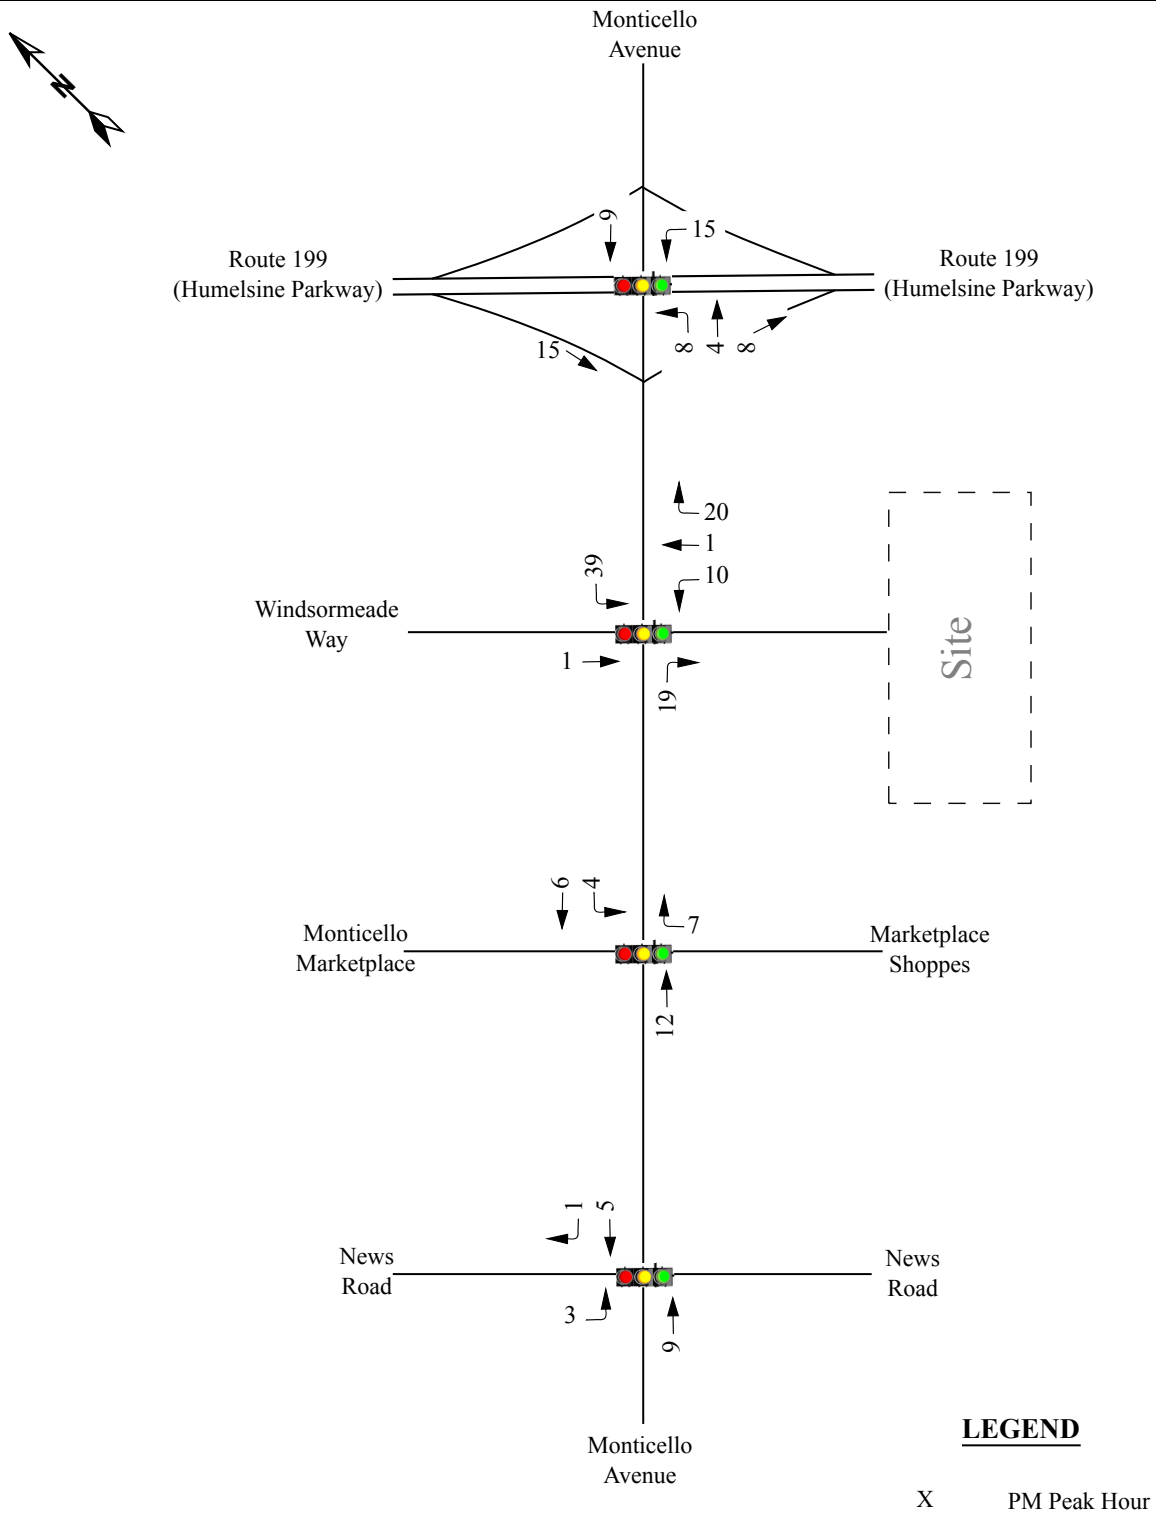 Monticello
Avenue
N
9
15
Route 199
(Humelsine Parkway)
Route 199
(Humelsine Parkway)
15
8
4
8
20
1
39
10
Windsormeade
Way
1
19
Site
6
4
7
Monticello
Marketplace
Marketplace
Shoppes
12
1
5
News
Road
News
Road
3
9
Monticello
Avenue
LEGEND
X PM Peak Hour